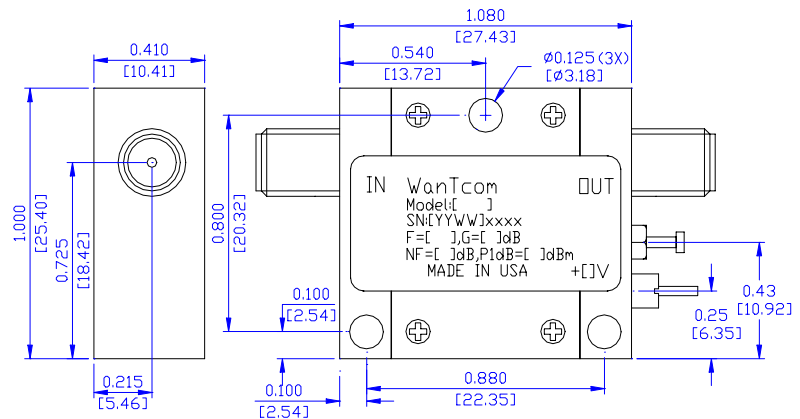 1.080
[27.43]
0.410
[10.41]
0.540
[13.72]
Ø0.125(3X)
[Ø3.18]
1.000
[25.40]
0.725
[18.42]
0.800
[20.32]
IN
OUT
WanTcom
Model:[ ]
SN:[YYWW]xxxx
F=[ ],G=[ ]dB
NF=[ ]dB,P1dB=[ ]dBm
MADE IN USA
+[]V
0.43
[10.92]
0.25
[6.35]
0.100
[2.54]
0.215
[5.46]
0.100
[2.54]
0.880
[22.35]